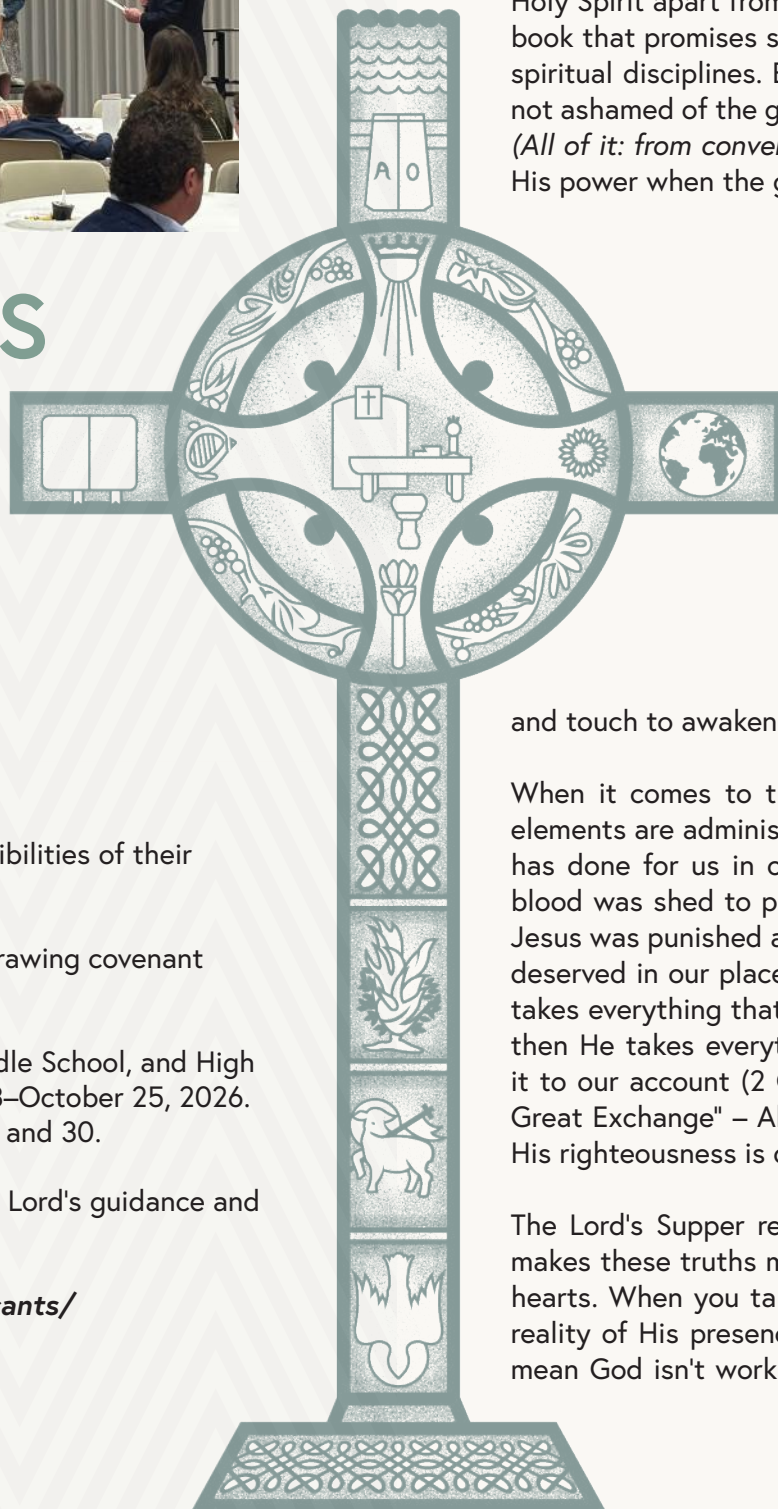 S
ibilities of their
rawing covenant
dle School, and High
3–October 25, 2026.
and 30.
Lord's guidance and
ants/
A O
Holy Spirit apart from
book that promises s
spiritual disciplines. E
not ashamed of the g
(All of it: from conver
His power when the g
and touch to awaken
When it comes to t
elements are adminis
has done for us in o
blood was shed to p
Jesus was punished a
deserved in our place
takes everything that
then He takes everyt
it to our account (2 C
Great Exchange" – Al
His righteousness is c
The Lord's Supper re
makes these truths m
hearts. When you ta
reality of His presenc
mean God isn't work